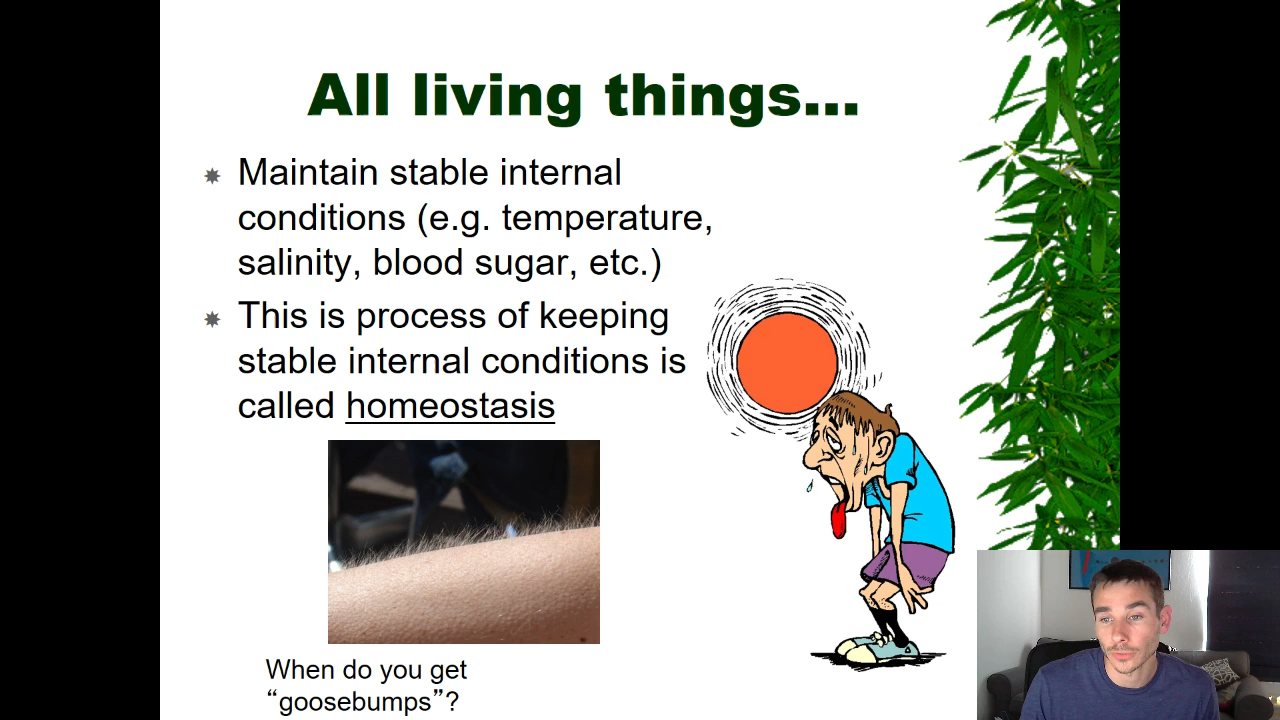 All living things...
Maintain stable internal
conditions (e.g. temperature,
salinity, blood sugar, etc.)
This is process of keeping
stable internal conditions is
called homeostasis
When do you get
“goosebumps”?